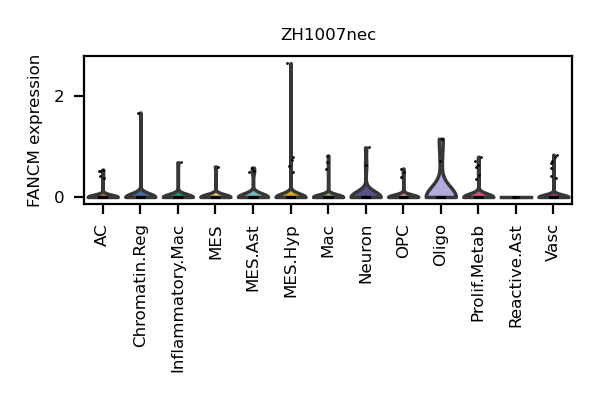 ZH1007nec
FANCM expression
2
0
AC
Chromatin.Reg
Inflammatory.Mac
MES
MES.Ast
MES.Hyp
Mac
Neuron
OPC
Oligo
Prolif.Metab
Reactive.Ast
Vasc